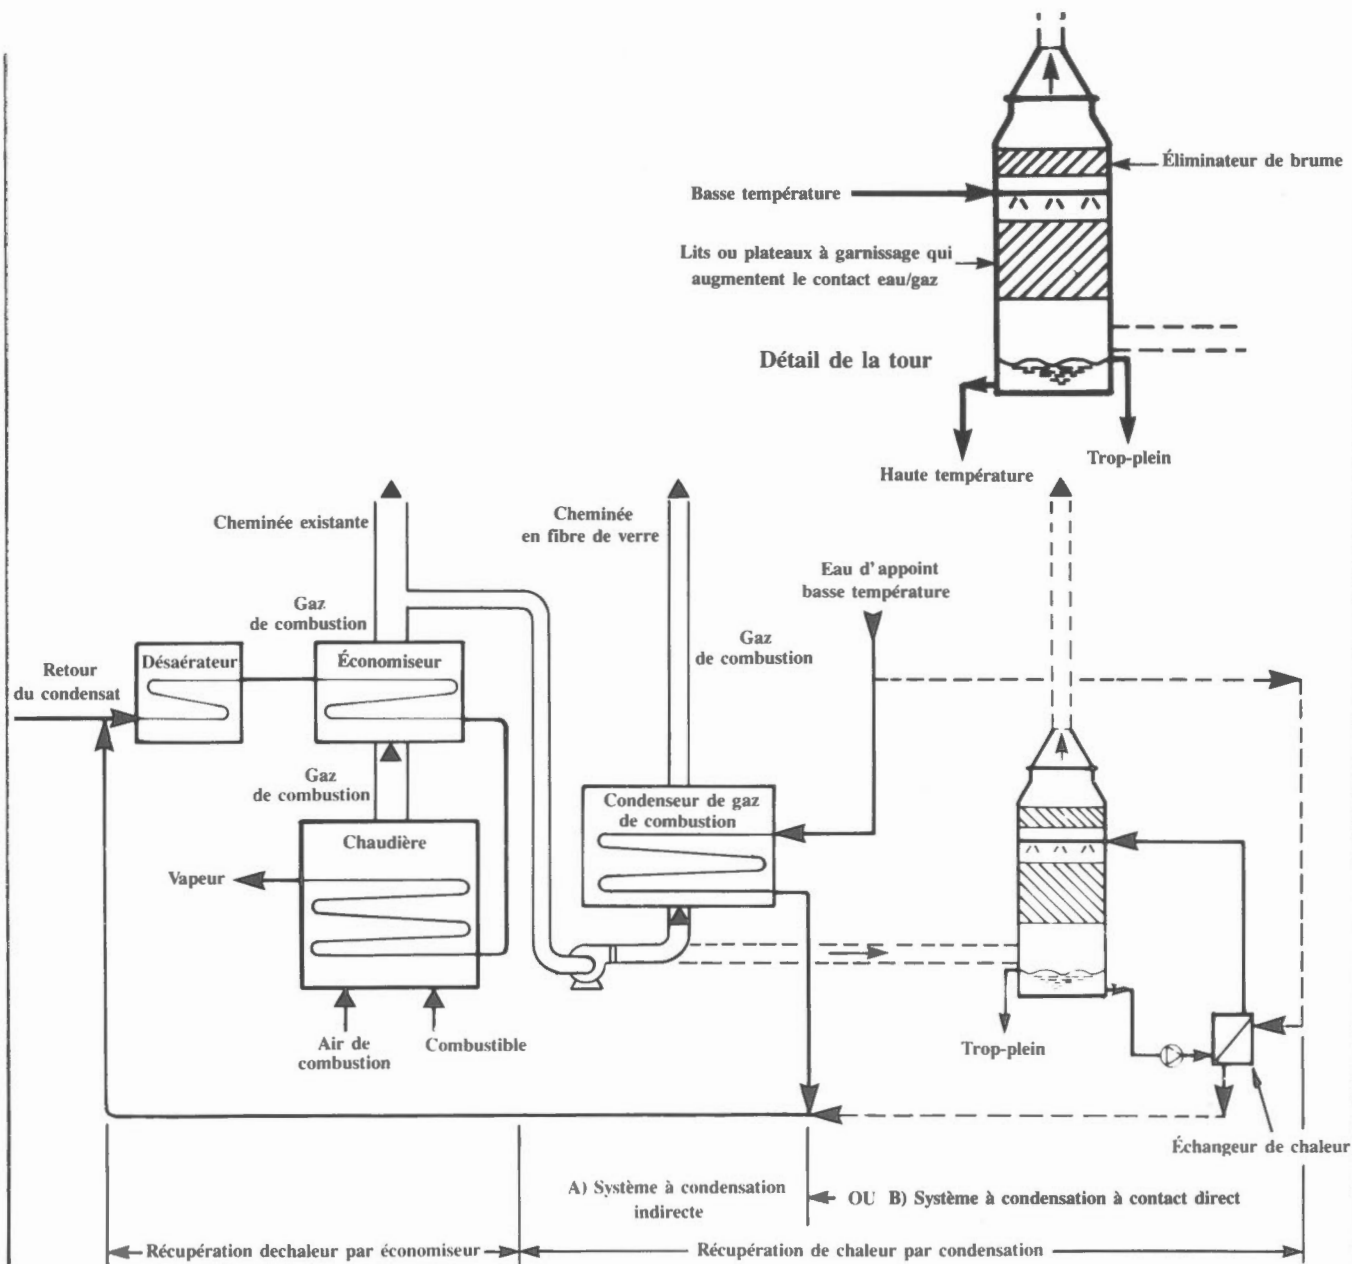 Éliminateur de brume
Basse température
Lits ou plateaux à garnissage qui
augmentent le contact eau/gaz
Détail de la tour
Haute température
Trop-plein
Cheminée existante
Cheminée
en fibre de verre
Eau d'appoint
basse température
Gaz
de combustion
Gaz
de combustion
Retour
du condensat
Désaérateur
Économiseur
Gaz
de combustion
Chaudière
Condenseur de gaz
de combustion
Vapeur
Air de
combustion
Combustible
Trop-plein
Échangeur de chaleur
A) Système à condensation
indirecte
OU B) Système à condensation à contact direct
Récupération dechaleur par économiseur
Récupération de chaleur par condensation